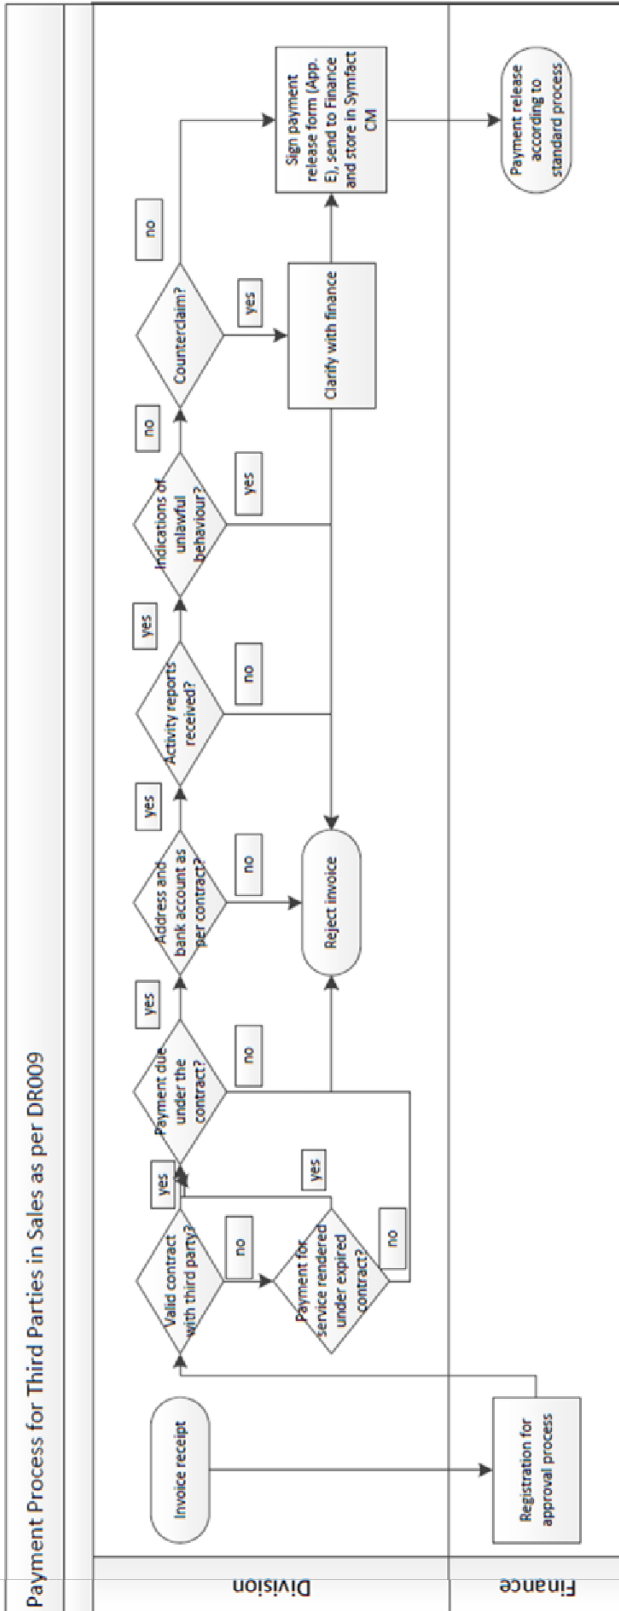 Payment Process for Third Parties in Sales as per DR009
Division
Finance
Invoice receipt
Registration for
approval process
Valid contract
with third party?
yes
no
Payment for
service rendered
under expired
contract?
yes
no
Payment due
under the
contract?
yes
no
Address and
bank account as
per contract?
yes
no
Reject invoice
Activity reports
received?
yes
no
Indications of
unlawful
behaviour?
no
yes
Counterclaim?
no
yes
Clarify with finance
Sign payment
release form (App.
E), send to Finance
and store in Symfact
CM
Payment release
according to
standard process